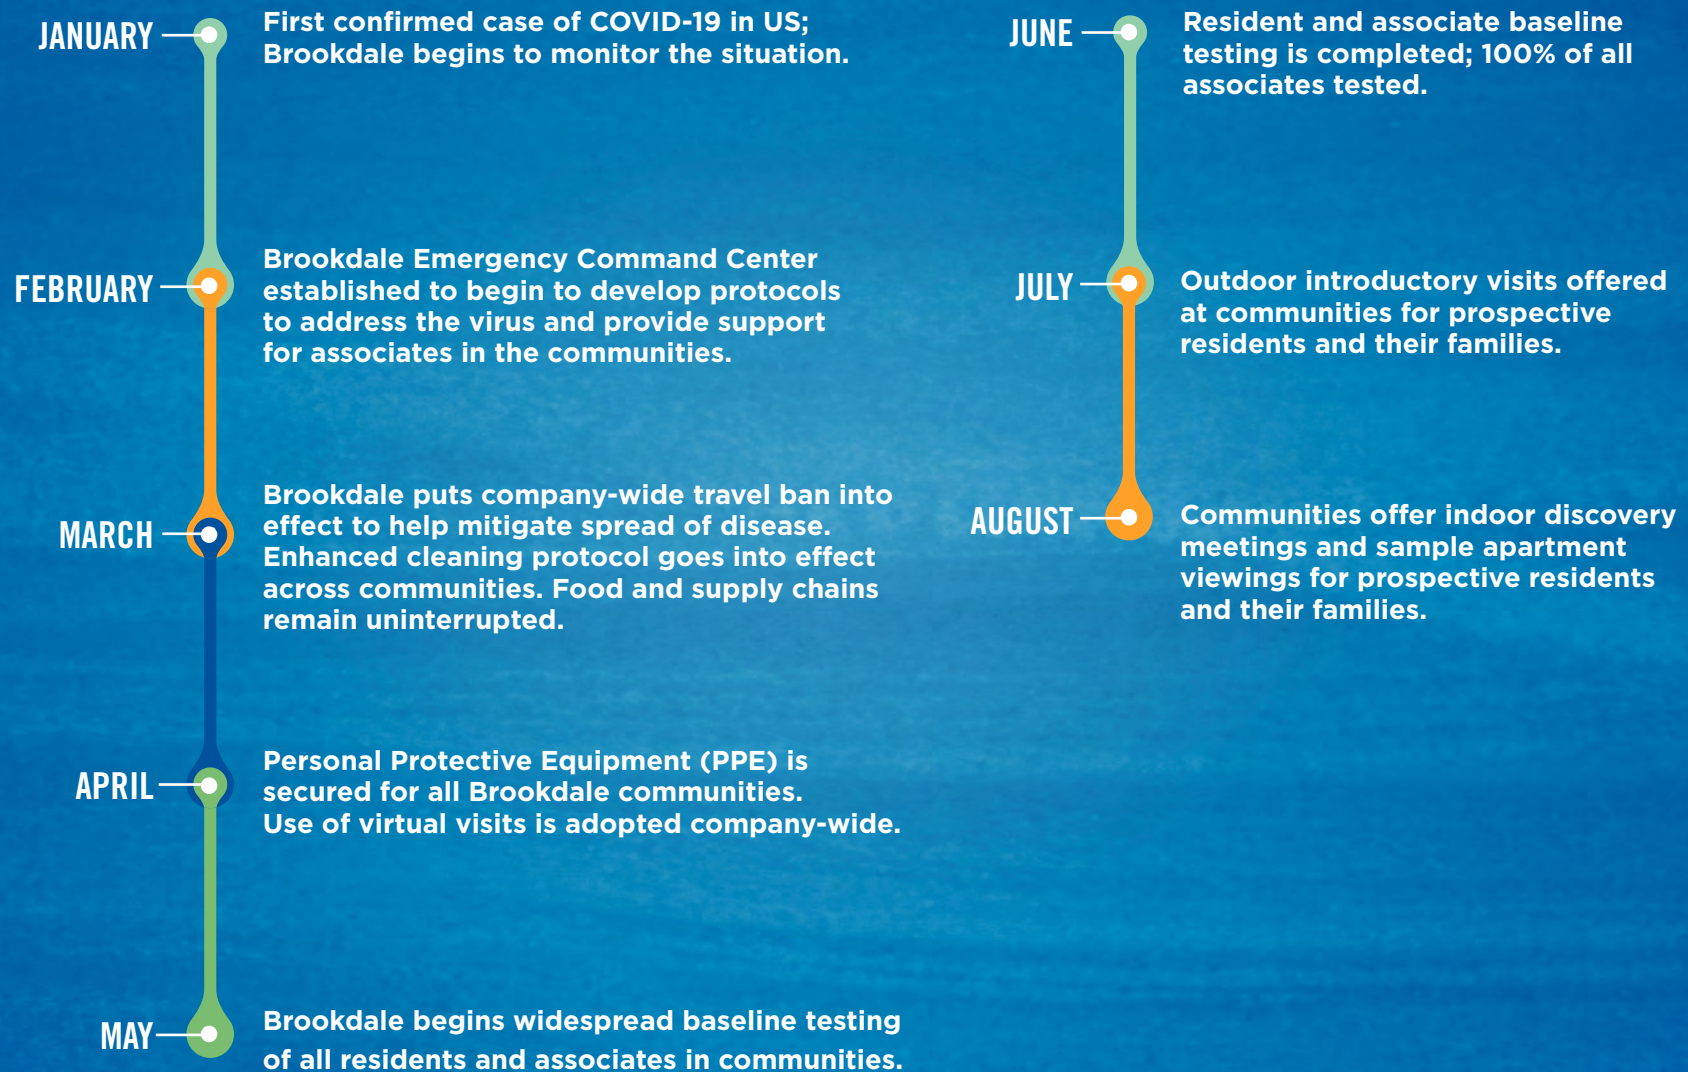 JANUARY
First confirmed case of COVID-19 in US;
Brookdale begins to monitor the situation.
FEBRUARY
Brookdale Emergency Command Center
established to begin to develop protocols
to address the virus and provide support
for associates in the communities.
MARCH
Brookdale puts company-wide travel ban into
effect to help mitigate spread of disease.
Enhanced cleaning protocol goes into effect
across communities. Food and supply chains
remain uninterrupted.
APRIL
Personal Protective Equipment (PPE) is
secured for all Brookdale communities.
Use of virtual visits is adopted company-wide.
MAY
Brookdale begins widespread baseline testing
of all residents and associates in communities.
JUNE
Resident and associate baseline
testing is completed; 100% of all
associates tested.
JULY
Outdoor introductory visits offered
at communities for prospective
residents and their families.
AUGUST
Communities offer indoor discovery
meetings and sample apartment
viewings for prospective residents
and their families.